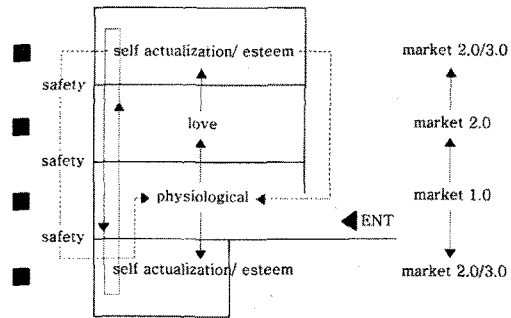 self actualization/ esteem market 2.0/3.0
safety
love market 2.0
safety
physiological market 1.0
ENT
safety
self actualization/ esteem market 2.0/3.0